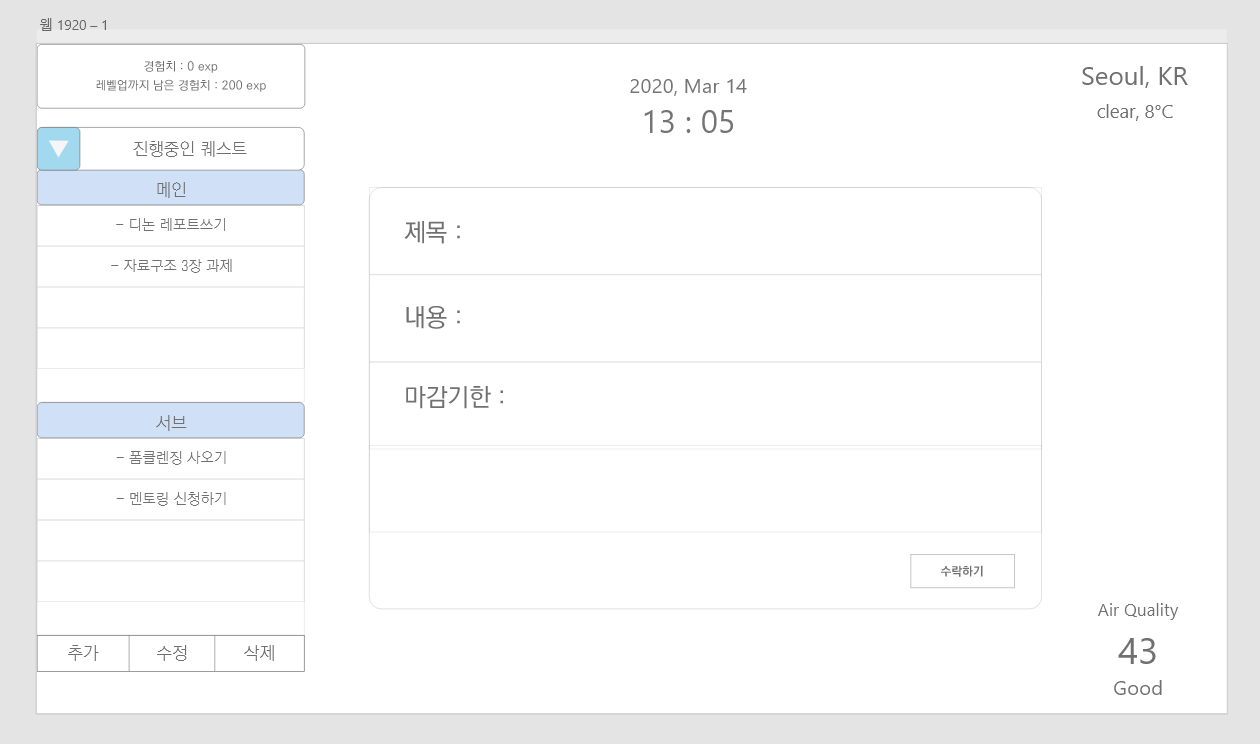 웹 1920 – 1
경험치 : 0 exp
레벨업까지 남은 경험치 : 200 exp
진행중인 퀘스트
메인
– 디논 레포트쓰기
– 자료구조 3장 과제
서브
– 폼클렌징 사오기
– 멘토링 신청하기
추가 수정 삭제
2020, Mar 14
13 : 05
제목 :
내용 :
마감기한 :
수락하기
Seoul, KR
clear, 8°C
Air Quality
43
Good